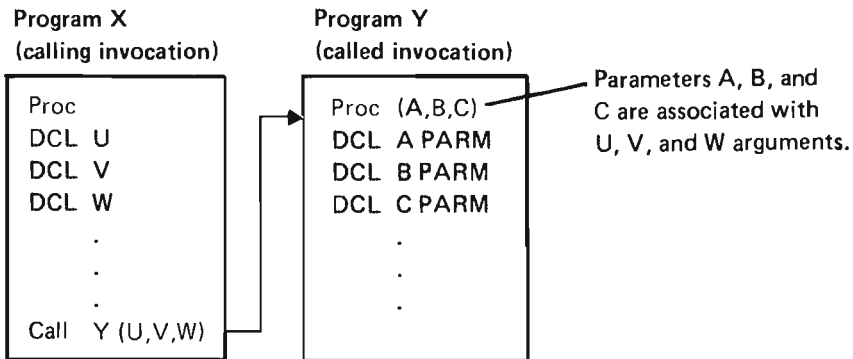 Program X
(calling invocation)
Proc
DCL U
DCL V
DCL W
.
.
.
Call Y (U,V,W)
Program Y
(called invocation)
Proc (A,B,C)
DCL A PARM
DCL B PARM
DCL C PARM
.
.
.
Parameters A, B, and
C are associated with
U, V, and W arguments.